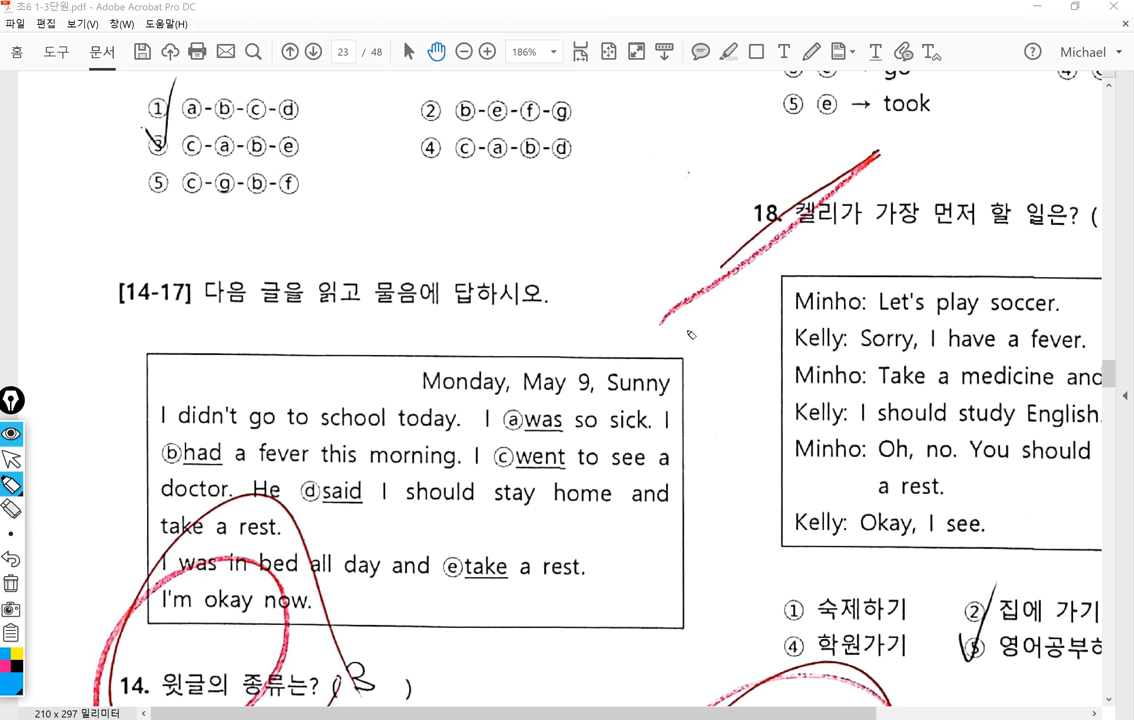 초6 1-3단원.pdf - Adobe Acrobat Pro DC
파일 편집 보기(V) 창(W) 도움말(H)
홈 도구 문서 23 / 48 186% Michael
① ⓐ-ⓑ-ⓒ-ⓓ ② ⓑ-ⓔ-ⓕ-ⓖ
③ ⓒ-ⓐ-ⓑ-ⓔ ④ ⓒ-ⓐ-ⓑ-ⓓ
⑤ ⓒ-ⓖ-ⓑ-ⓕ
[14-17] 다음 글을 읽고 물음에 답하시오.
Monday, May 9, Sunny
I didn't go to school today. I ⓐwas so sick. I
ⓑhad a fever this morning. I ⓒwent to see a
doctor. He ⓓsaid I should stay home and
take a rest.
I was in bed all day and ⓔtake a rest.
I'm okay now.
14. 윗글의 종류는? ( 3 )
⑤ ⓔ → took
18. 켈리가 가장 먼저 할 일은? (
Minho: Let's play soccer.
Kelly: Sorry, I have a fever.
Minho: Take a medicine and
Kelly: I should study English.
Minho: Oh, no. You should
a rest.
Kelly: Okay, I see.
① 숙제하기 ② 집에 가기
④ 학원가기 ⑤ 영어공부하
210 x 297 밀리미터